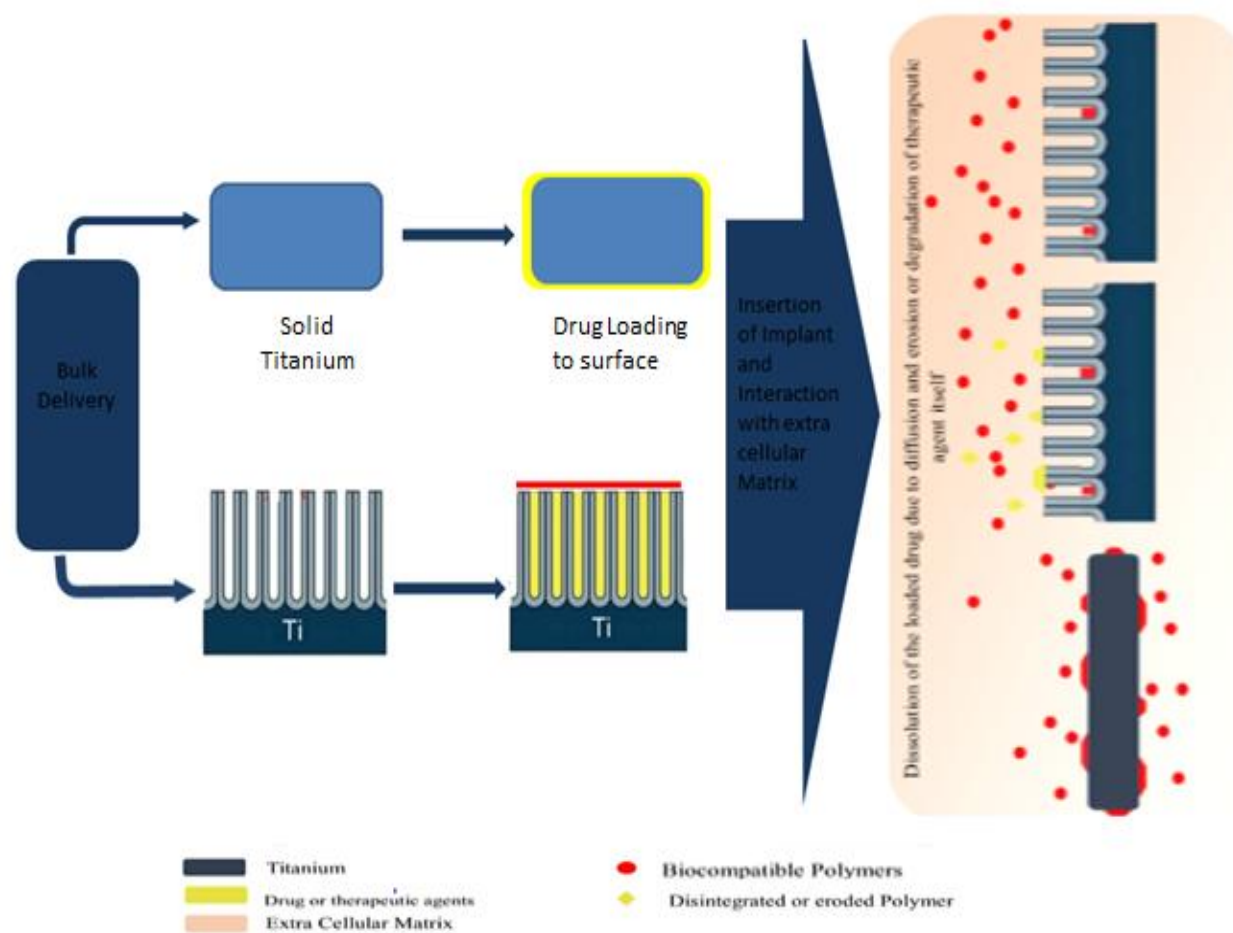 Bulk
Delivery
Solid
Titanium
Drug Loading
to surface
Ti
Ti
Insertion
of Implant
and
Interaction
with extra
cellular
Matrix
Dissolution of the loaded drug due to diffusion and erosion or degradation of therapeutic
agent itself
Titanium
Drug or therapeutic agents
Extra Cellular Matrix
Biocompatible Polymers
Disintegrated or eroded Polymer